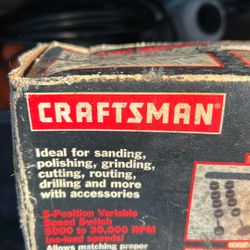 CRAFTSMAN
Ideal for sanding,
polishing, grinding,
cutting, routing,
drilling and more
with accessories
5-Position Variable
Speed Switch
5000 to 30,000 RPM
(no-load speeds)
Allows matching proper